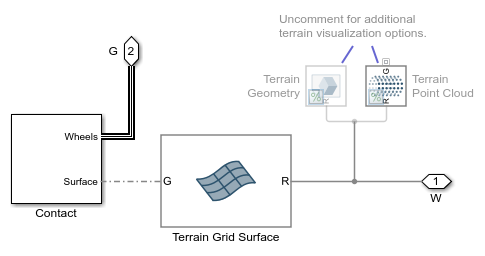 Uncomment for additional
terrain visualization options.
G
2
Terrain
Geometry
R
%
G
R
%
Terrain
Point Cloud
Wheels
Surface
G
R
1
W
Contact
Terrain Grid Surface